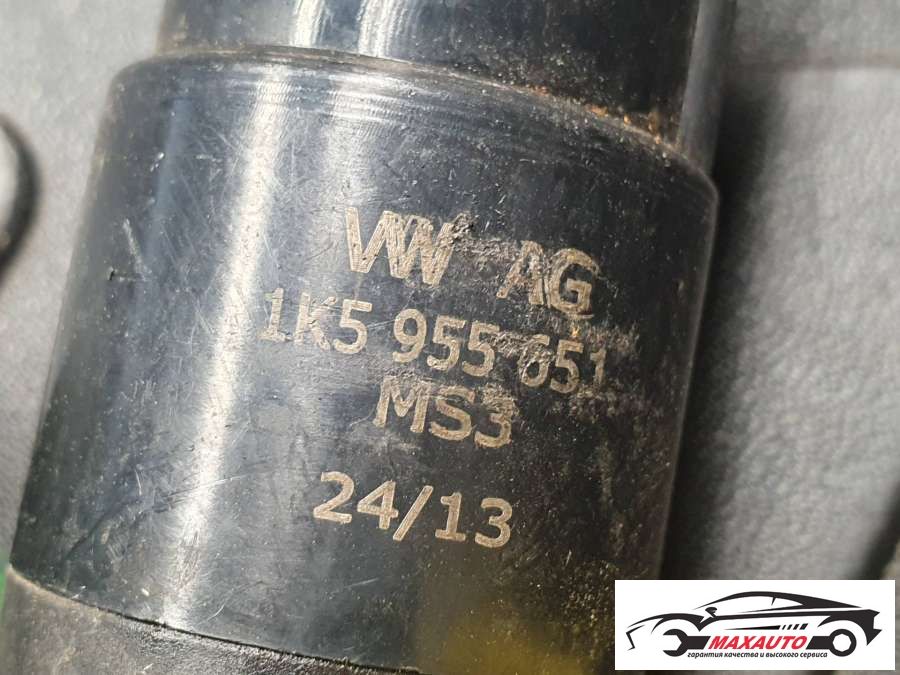 VW AG
1K5 955 651
MS3
24/13
MAXAUTO
гарантия качества и высокого сервиса